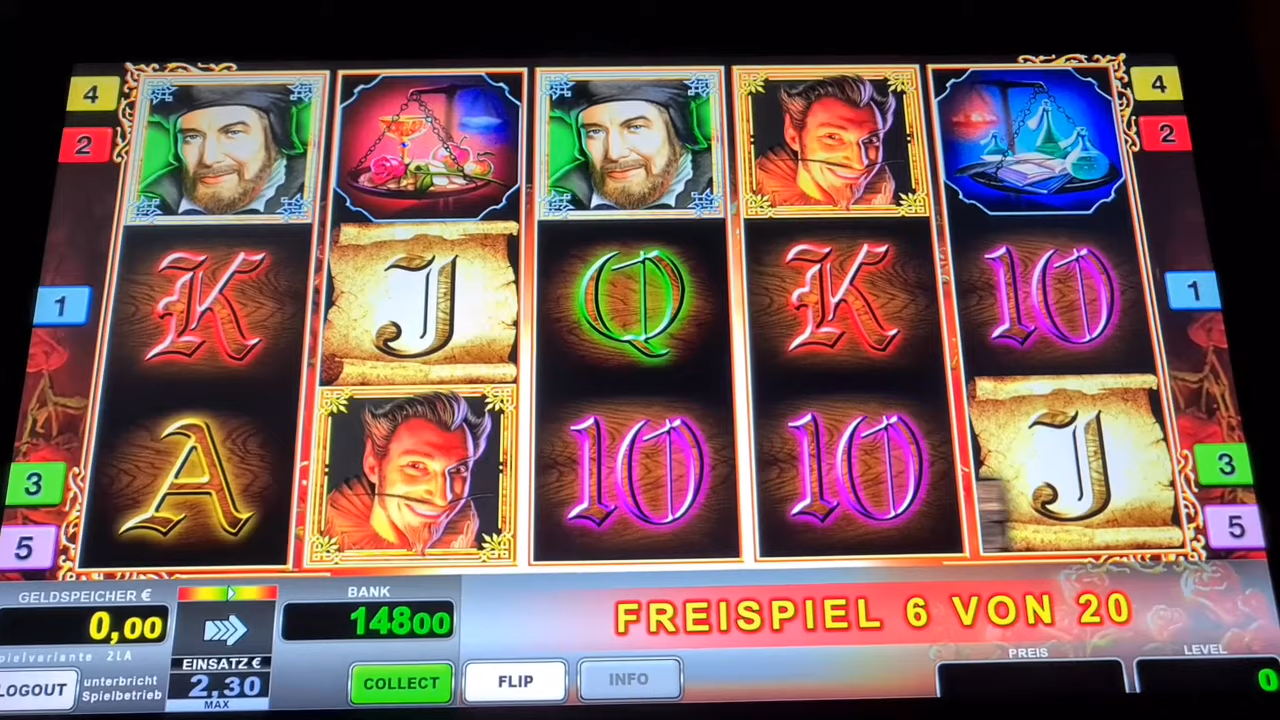 4
4
2
2
K
J
Q
K
10
1
1
A
10
10
J
3
3
5
5
GELDSPEICHER €
0,00
BANK
14800
FREISPIEL 6 VON 20
pielvariante 2LA
LOGOUT
unterbricht
Spielbetrieb
EINSATZ €
2,30
MAX
COLLECT
FLIP
INFO
PREIS
LEVEL
0